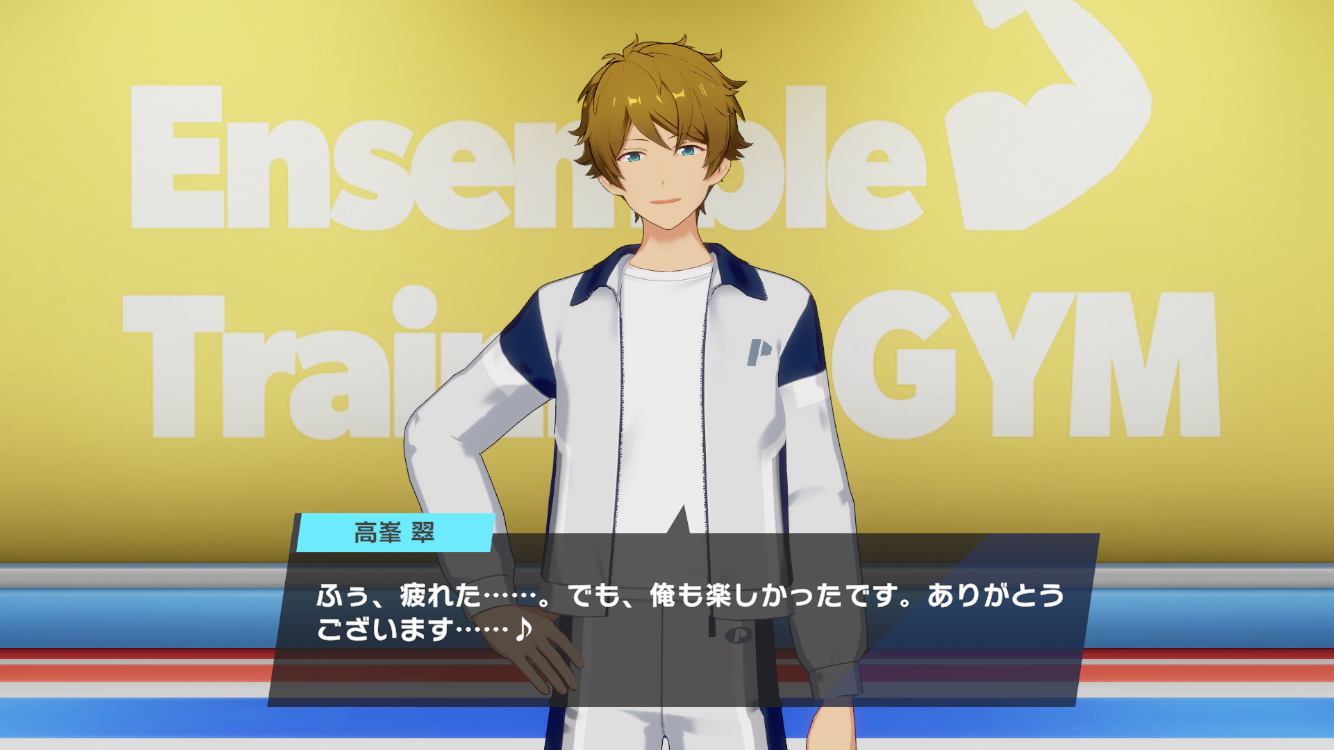 Ensemble
Training GYM
P
高峯 翠
ふぅ、疲れた……。でも、俺も楽しかったです。ありがとう
ございます……♪
P